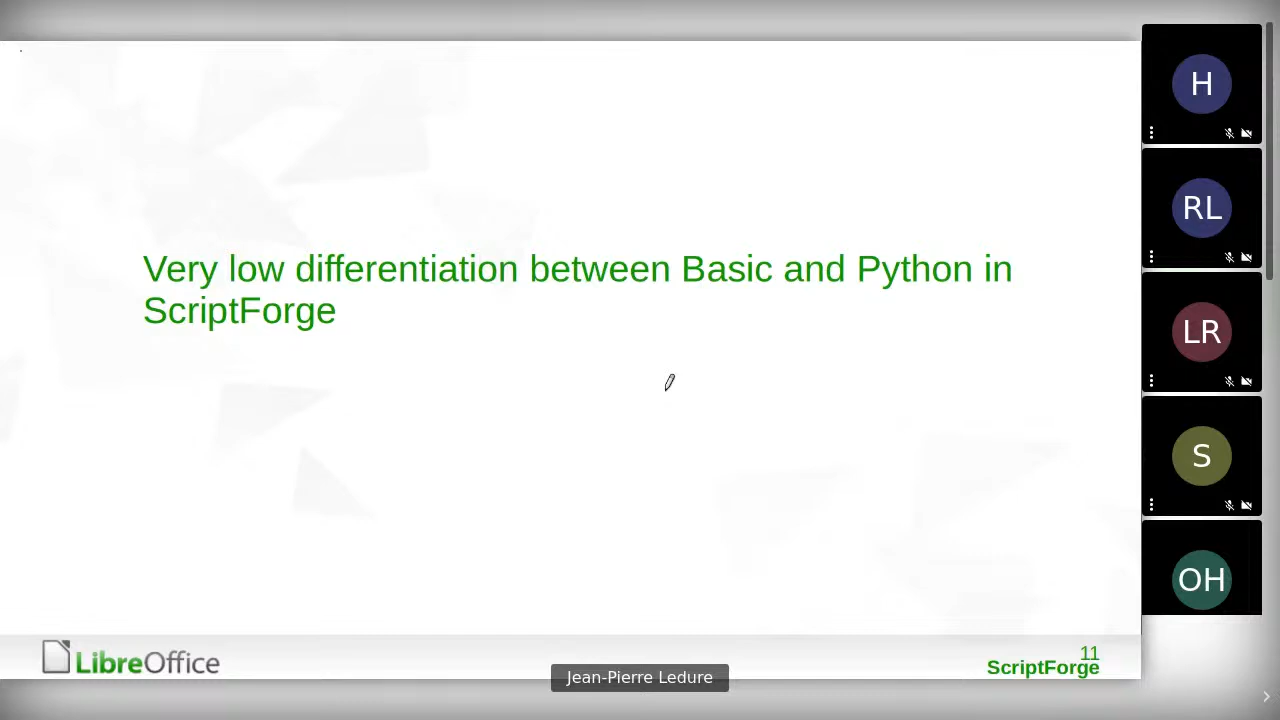 Very low differentiation between Basic and Python in
ScriptForge
LibreOffice
11
ScriptForge
Jean-Pierre Ledure
H
RL
LR
S
OH